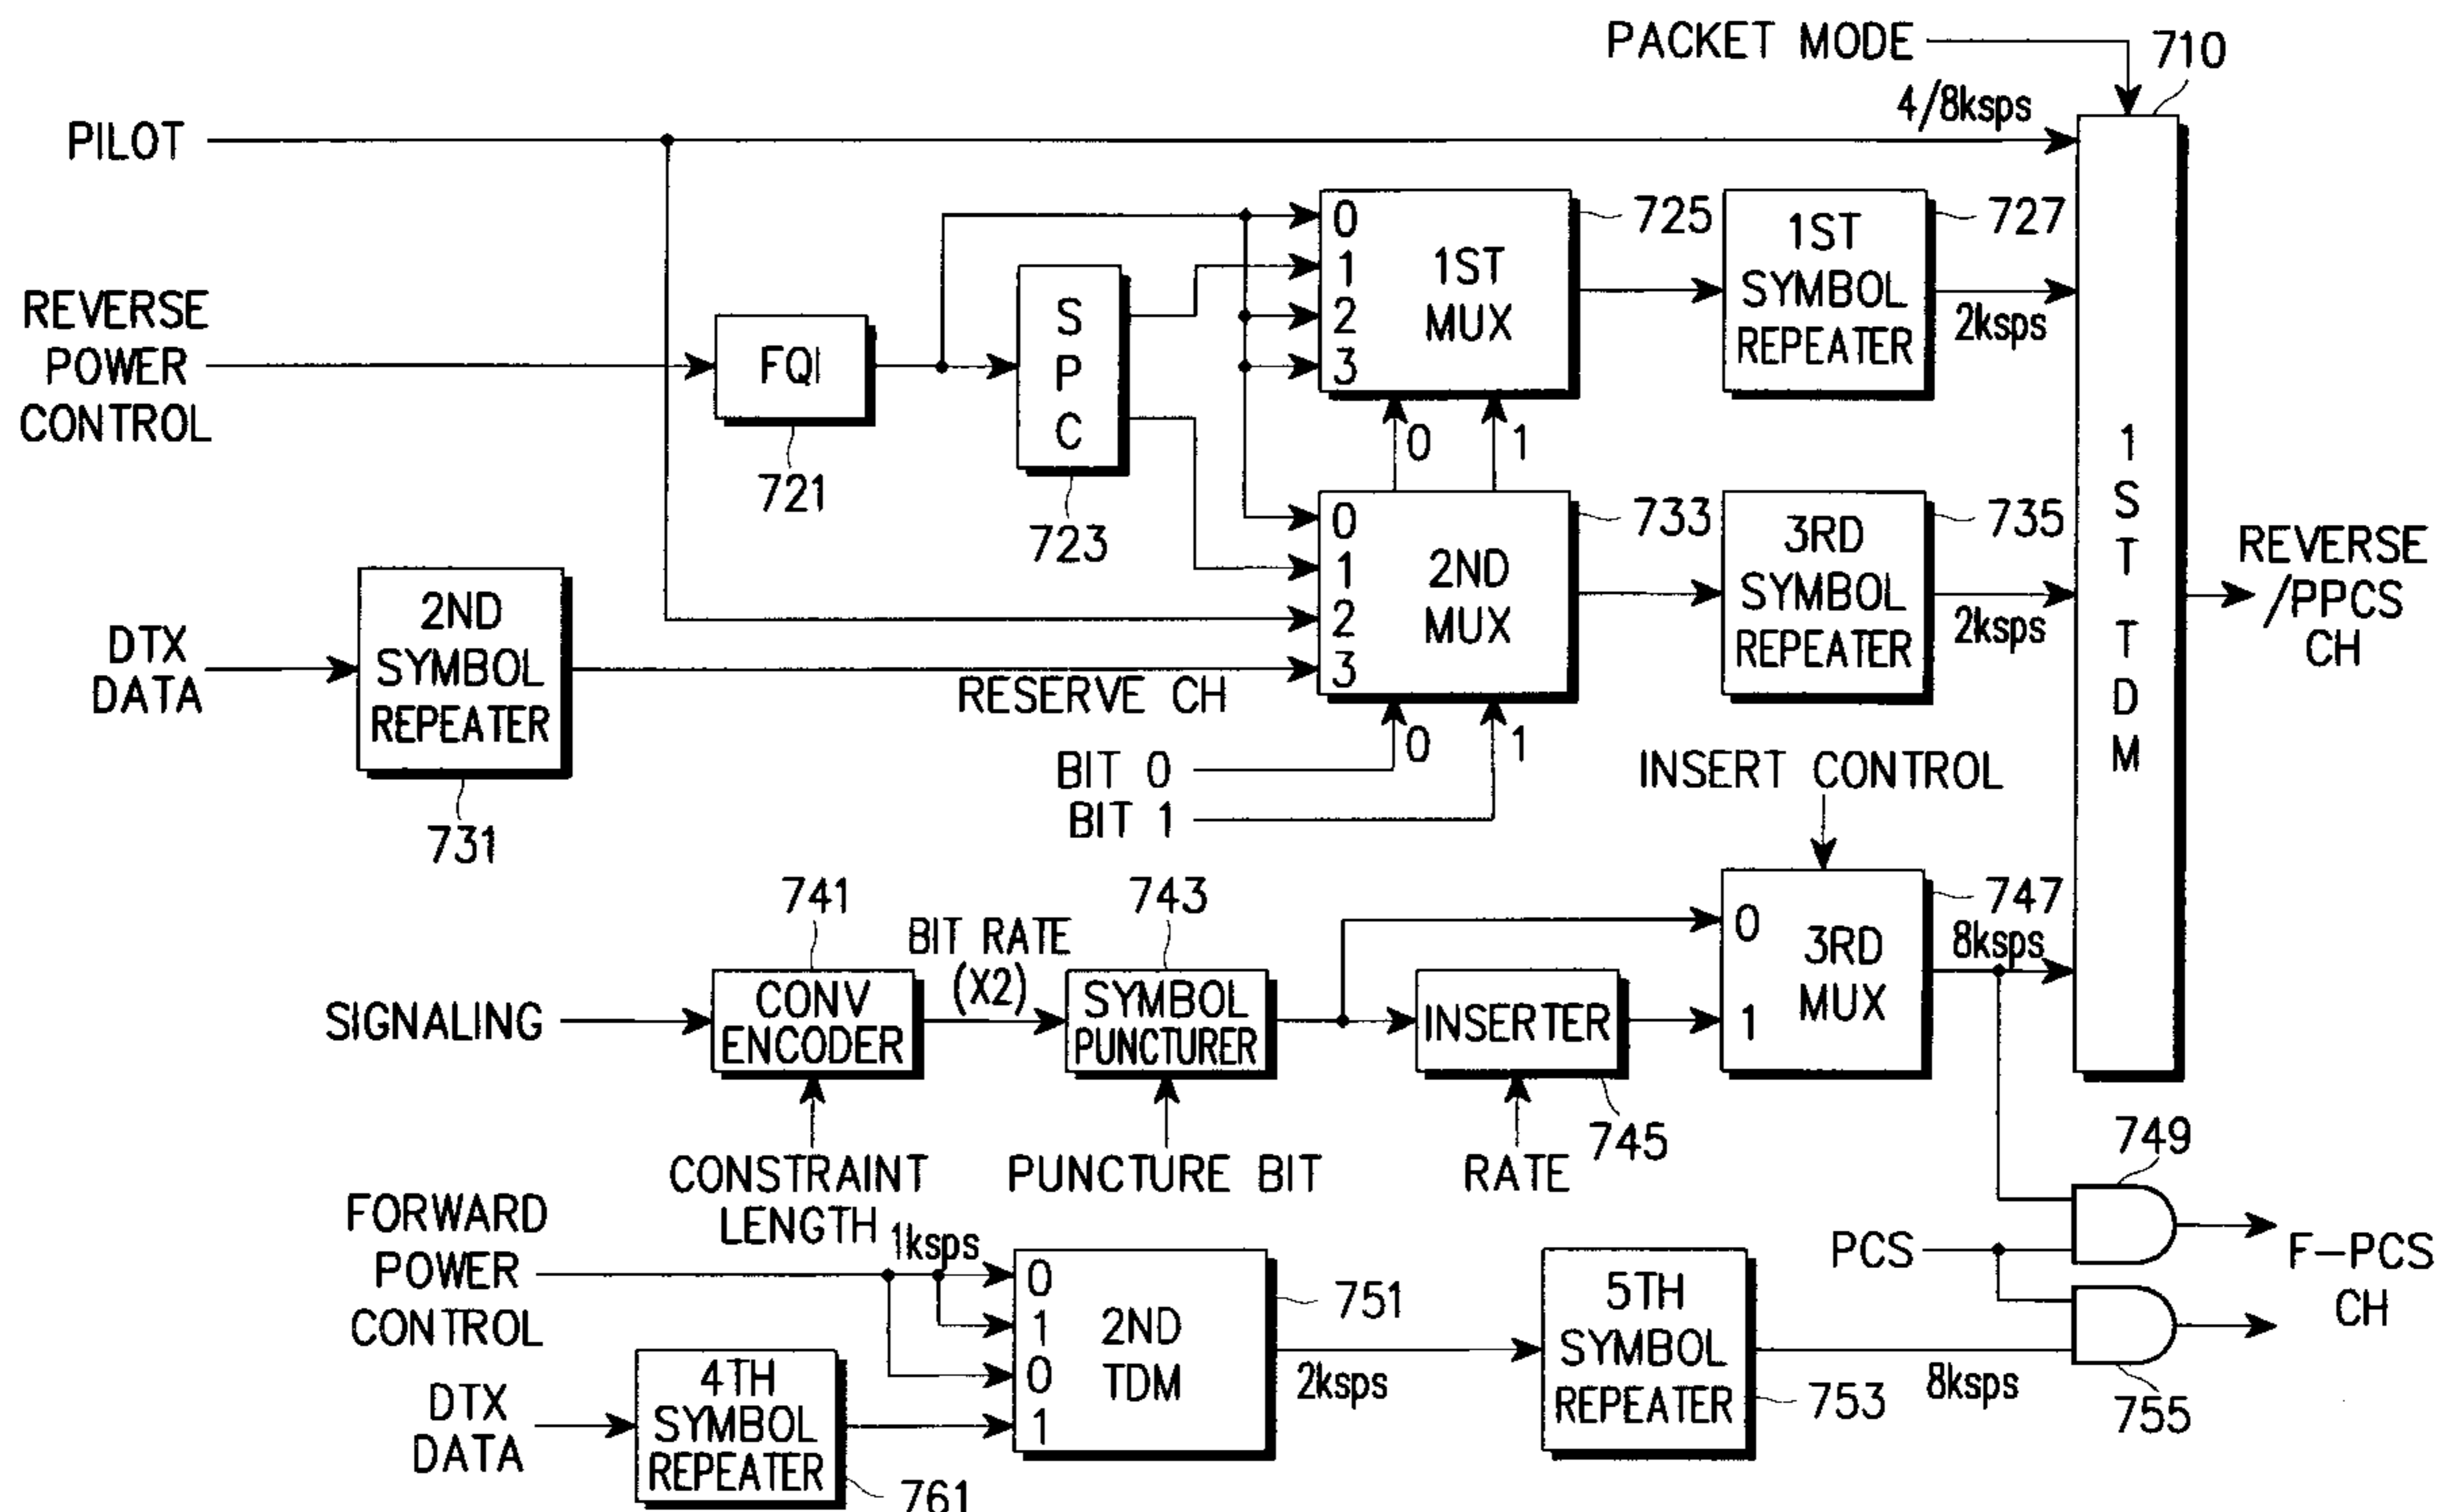 PACKET MODE
710
4/8ksps
PILOT
REVERSE
POWER
CONTROL
FQI
721
S
P
C
723
0
1
2
3
1ST
MUX
725
1ST
SYMBOL
REPEATER
727
2ksps
0
1
DTX
DATA
2ND
SYMBOL
REPEATER
731
RESERVE CH
0
1
2
3
2ND
MUX
733
3RD
SYMBOL
REPEATER
735
2ksps
0
1
BIT 0
BIT 1
1
S
T
T
D
M
REVERSE
/PPCS
CH
INSERT CONTROL
SIGNALING
741
CONV
ENCODER
CONSTRAINT
LENGTH
BIT RATE
(X2)
743
SYMBOL
PUNCTURER
PUNCTURE BIT
INSERTER
745
RATE
0
1
3RD
MUX
747
8ksps
749
PCS
F-PCS
CH
755
FORWARD
POWER
CONTROL
1ksps
DTX
DATA
4TH
SYMBOL
REPEATER
761
0
1
0
1
2ND
TDM
751
2ksps
5TH
SYMBOL
REPEATER
753
8ksps